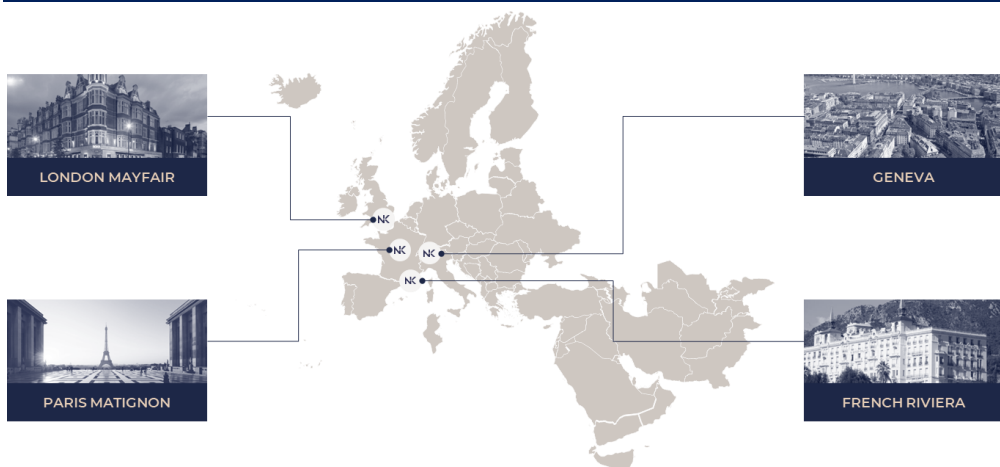 LONDON MAYFAIR
GENEVA
NK
NK
NK
NK
PARIS MATIGNON
FRENCH RIVIERA